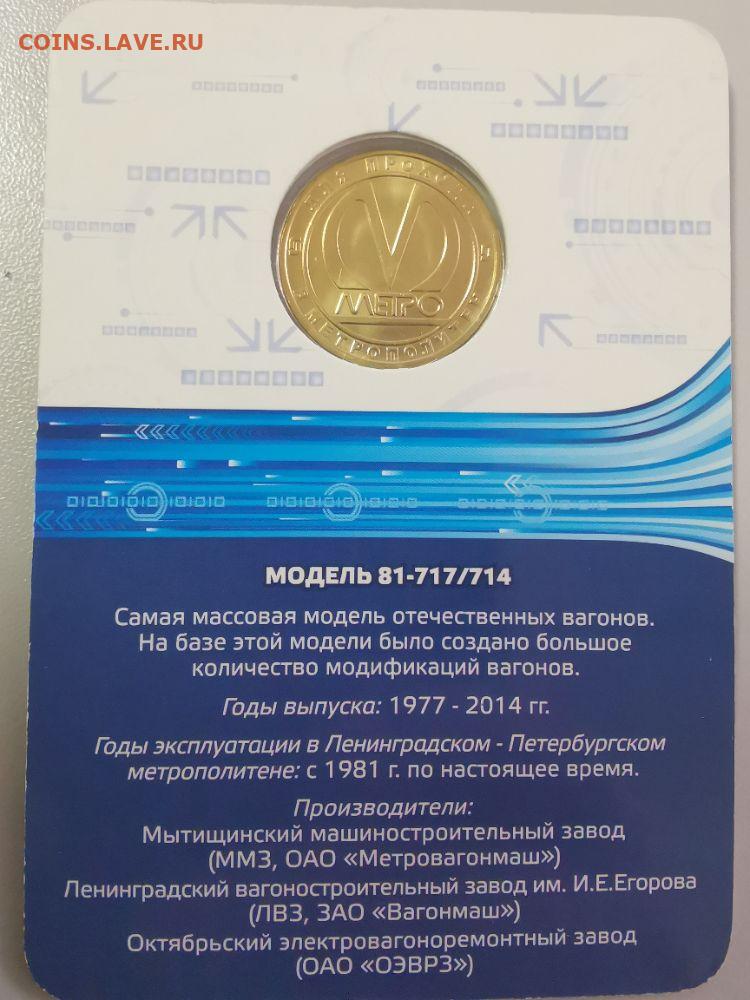 COINS.LAVE.RU
ДЛЯ ПРОХОДА
В МЕТРОПОЛИТЕН
МЕТРО
МОДЕЛЬ 81-717/714
Самая массовая модель отечественных вагонов.
На базе этой модели было создано большое
количество модификаций вагонов.
Годы выпуска: 1977 - 2014 гг.
Годы эксплуатации в Ленинградском - Петербургском
метрополитене: с 1981 г. по настоящее время.
Производители:
Мытищинский машиностроительный завод
(ММЗ, ОАО «Метровагонмаш»)
Ленинградский вагоностроительный завод им. И.Е.Егорова
(ЛВЗ, ЗАО «Вагонмаш»)
Октябрьский электровагоноремонтный завод
(ОАО «ОЭВРЗ»)